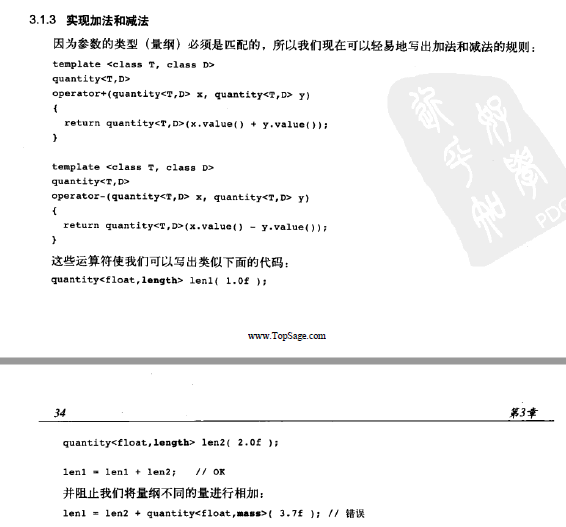 3.1.3 实现加法和减法
因为参数的类型（量纲）必须是匹配的，所以我们现在可以轻易地写出加法和减法的规则：
template <class T, class D>
quantity<T,D>
operator+(quantity<T,D> x, quantity<T,D> y)
{
return quantity<T,D>(x.value() + y.value());
}
template <class T, class D>
quantity<T,D>
operator-(quantity<T,D> x, quantity<T,D> y)
{
return quantity<T,D>(x.value() - y.value());
}
这些运算符使我们可以写出类似下面的代码：
quantity<float,length> len1( 1.0f );
www.TopSage.com
34 第3章
quantity<float,length> len2( 2.0f );
len1 = len1 + len2; // OK
并阻止我们将量纲不同的量进行相加：
len1 = len2 + quantity<float,mass>( 3.7f ); // 错误
PDG